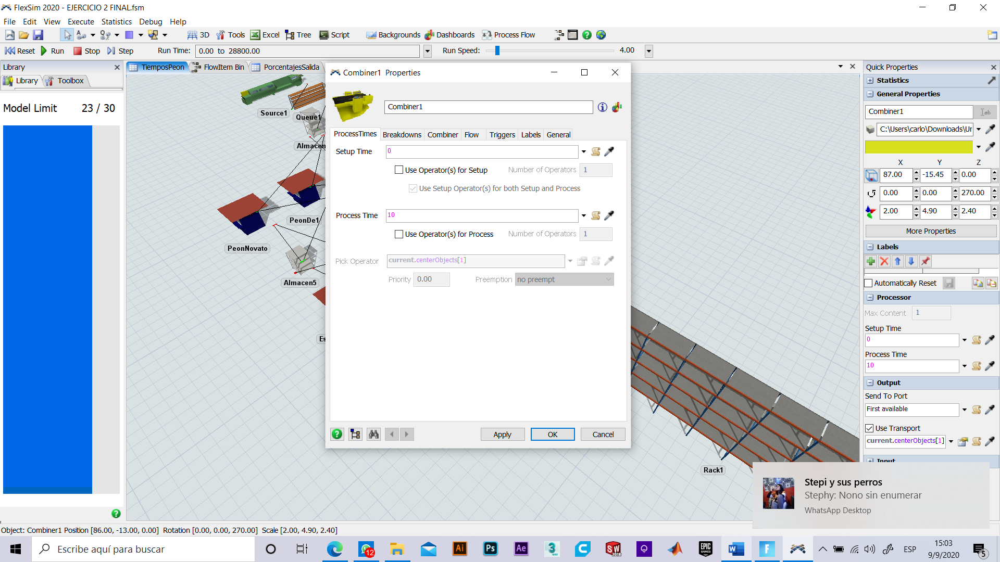 FlexSim 2020 - EJERCICIO 2 FINAL.fsm
File Edit View Execute Statistics Debug Help
3D Tools Excel Tree Script Backgrounds Dashboards Process Flow
Reset Run Stop Step Run Time: 0.00 to 28800.00 Run Speed: 4.00
Library
Library Toolbox
Model Limit 23 / 30
TiemposPeon FlowItem Bin PorcentajesSalida
Source1
Queue1
Almacen
PeonDe1
PeonNovato
Almacen5
Es
Rack1
Combiner1 Properties
Combiner1
ProcessTimes Breakdowns Combiner Flow Triggers Labels General
Setup Time 0
Use Operator(s) for Setup Number of Operators 1
Use Setup Operator(s) for both Setup and Process
Process Time 10
Use Operator(s) for Process Number of Operators 1
Pick Operator current.centerObjects[1]
Priority 0.00 Preemption no preempt
Apply OK Cancel
Quick Properties
Statistics
General Properties
Combiner1
C:\Users\carlo\Downloads\Ur
X Y Z
87.00 -15.45 0.00
0.00 0.00 270.00
2.00 4.90 2.40
More Properties
Labels
Automatically Reset
Processor
Max Content 1
Setup Time
0
Process Time
10
Output
Send To Port
First available
Use Transport
current.centerObjects[1]
Input
Stepi y sus perros
Stephy: Nono sin enumerar
WhatsApp Desktop
Object: Combiner1 Position [86.00, -13.00, 0.00] Rotation [0.00, 0.00, 270.00] Scale [2.00, 4.90, 2.40]
Escribe aquí para buscar
12
Ai
Ps
Ae
3
MAX
SW
2018
EPIC
GAMES
W
F
ESP
15:03
9/9/2020
5